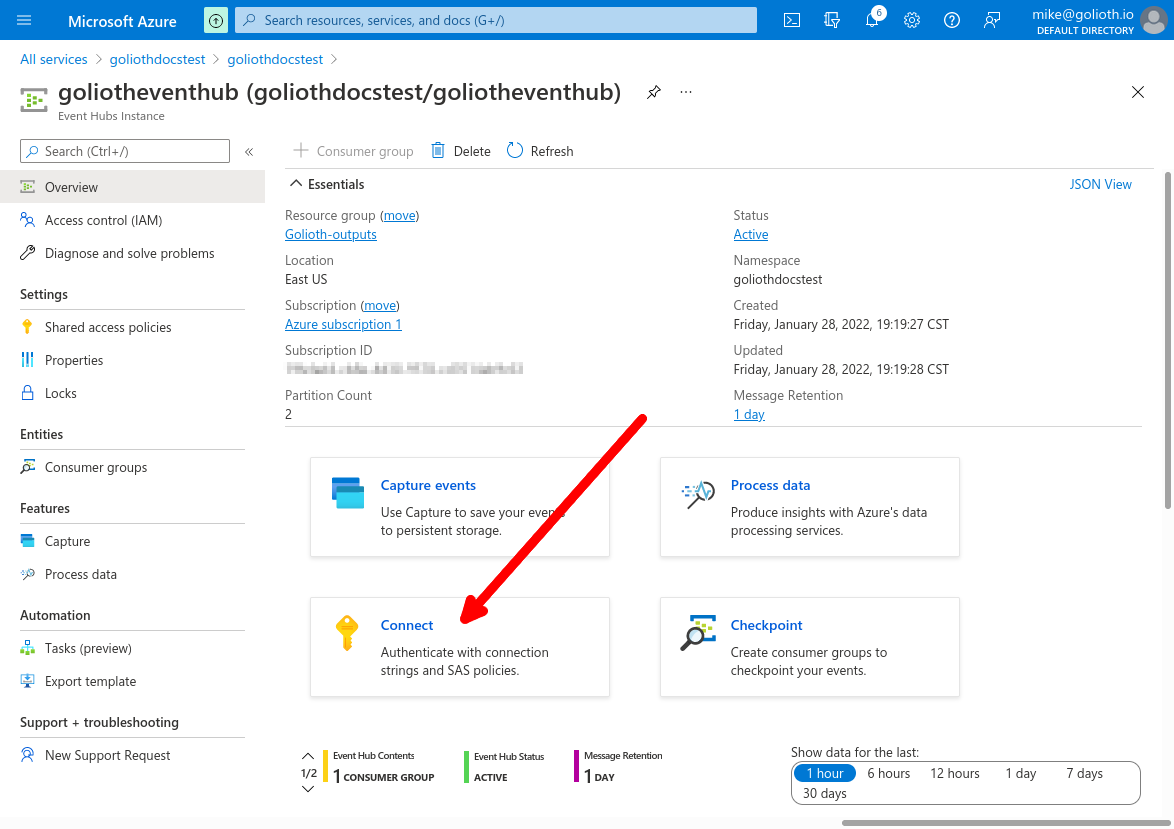 Microsoft Azure
Search resources, services, and docs (G+/)
6
mike@golioth.io
DEFAULT DIRECTORY
All services > goliothdocstest > goliothdocstest >
goliotheventhub (goliothdocstest/goliotheventhub) ...
Event Hubs Instance
Search (Ctrl+/) «
Overview
Access control (IAM)
Diagnose and solve problems
Settings
Shared access policies
Properties
Locks
Entities
Consumer groups
Features
Capture
Process data
Automation
Tasks (preview)
Export template
Support + troubleshooting
New Support Request
Consumer group Delete Refresh
Essentials JSON View
Resource group (move)
Golioth-outputs
Location
East US
Subscription (move)
Azure subscription 1
Subscription ID
Partition Count
2
Status
Active
Namespace
goliothdocstest
Created
Friday, January 28, 2022, 19:19:27 CST
Updated
Friday, January 28, 2022, 19:19:28 CST
Message Retention
1 day
Capture events
Use Capture to save your events
to persistent storage.
Process data
Produce insights with Azure's data
processing services.
Connect
Authenticate with connection
strings and SAS policies.
Checkpoint
Create consumer groups to
checkpoint your events.
1/2
Event Hub Contents
1 CONSUMER GROUP
Event Hub Status
ACTIVE
Message Retention
1 DAY
Show data for the last:
1 hour 6 hours 12 hours 1 day 7 days
30 days